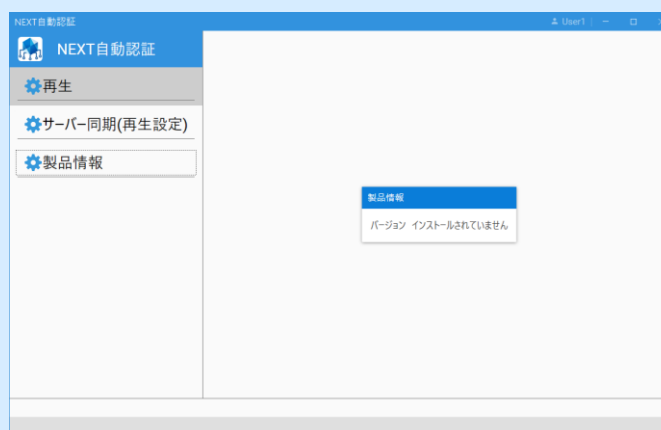 NEXT自動認証
User1
NEXT自動認証
再生
サーバー同期(再生設定)
製品情報
製品情報
バージョン インストールされていません